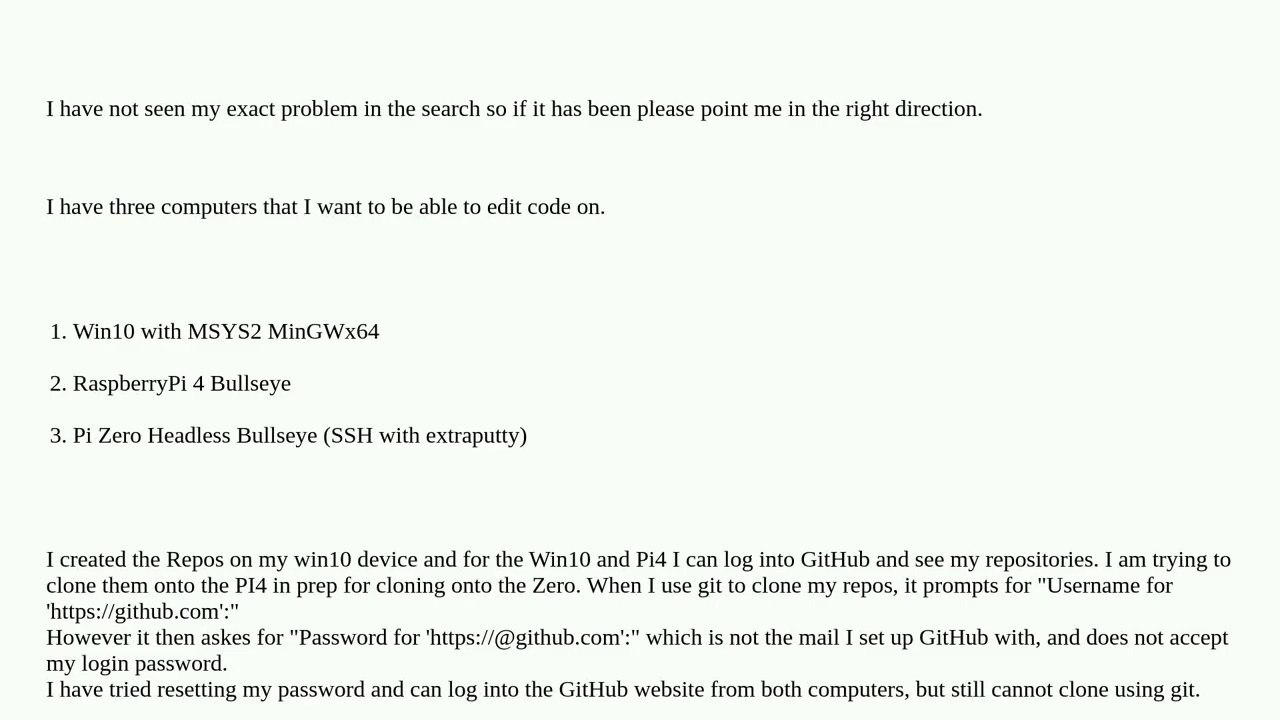 I have not seen my exact problem in the search so if it has been please point me in the right direction.
I have three computers that I want to be able to edit code on.
1. Win10 with MSYS2 MinGWx64
2. RaspberryPi 4 Bullseye
3. Pi Zero Headless Bullseye (SSH with extraputty)
I created the Repos on my win10 device and for the Win10 and Pi4 I can log into GitHub and see my repositories. I am trying to
clone them onto the PI4 in prep for cloning onto the Zero. When I use git to clone my repos, it prompts for "Username for
'https://github.com':"
However it then askes for "Password for 'https://@github.com':" which is not the mail I set up GitHub with, and does not accept
my login password.
I have tried resetting my password and can log into the GitHub website from both computers, but still cannot clone using git.